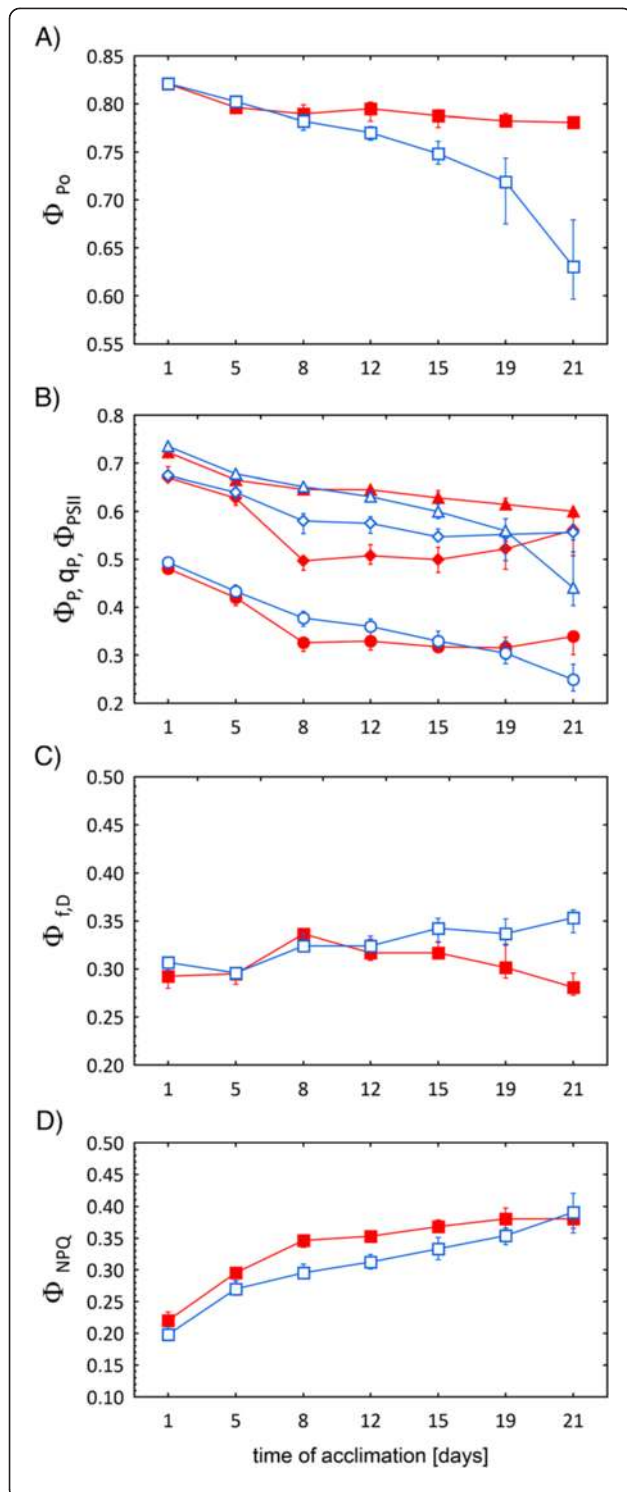 A)
0.80
0.75
0.70
0.65
0.60
0.55
Φ Po
1 5 8 12 15 19 21
B)
0.8
0.7
0.6
0.5
0.4
0.3
0.2
Φ P, q P, Φ PSII
1 5 8 12 15 19 21
C)
0.50
0.45
0.40
0.35
0.30
0.25
0.20
Φ f,D
1 5 8 12 15 19 21
D)
0.50
0.45
0.40
0.35
0.30
0.25
0.20
0.15
0.10
Φ NPQ
1 5 8 12 15 19 21
time of acclimation [days]